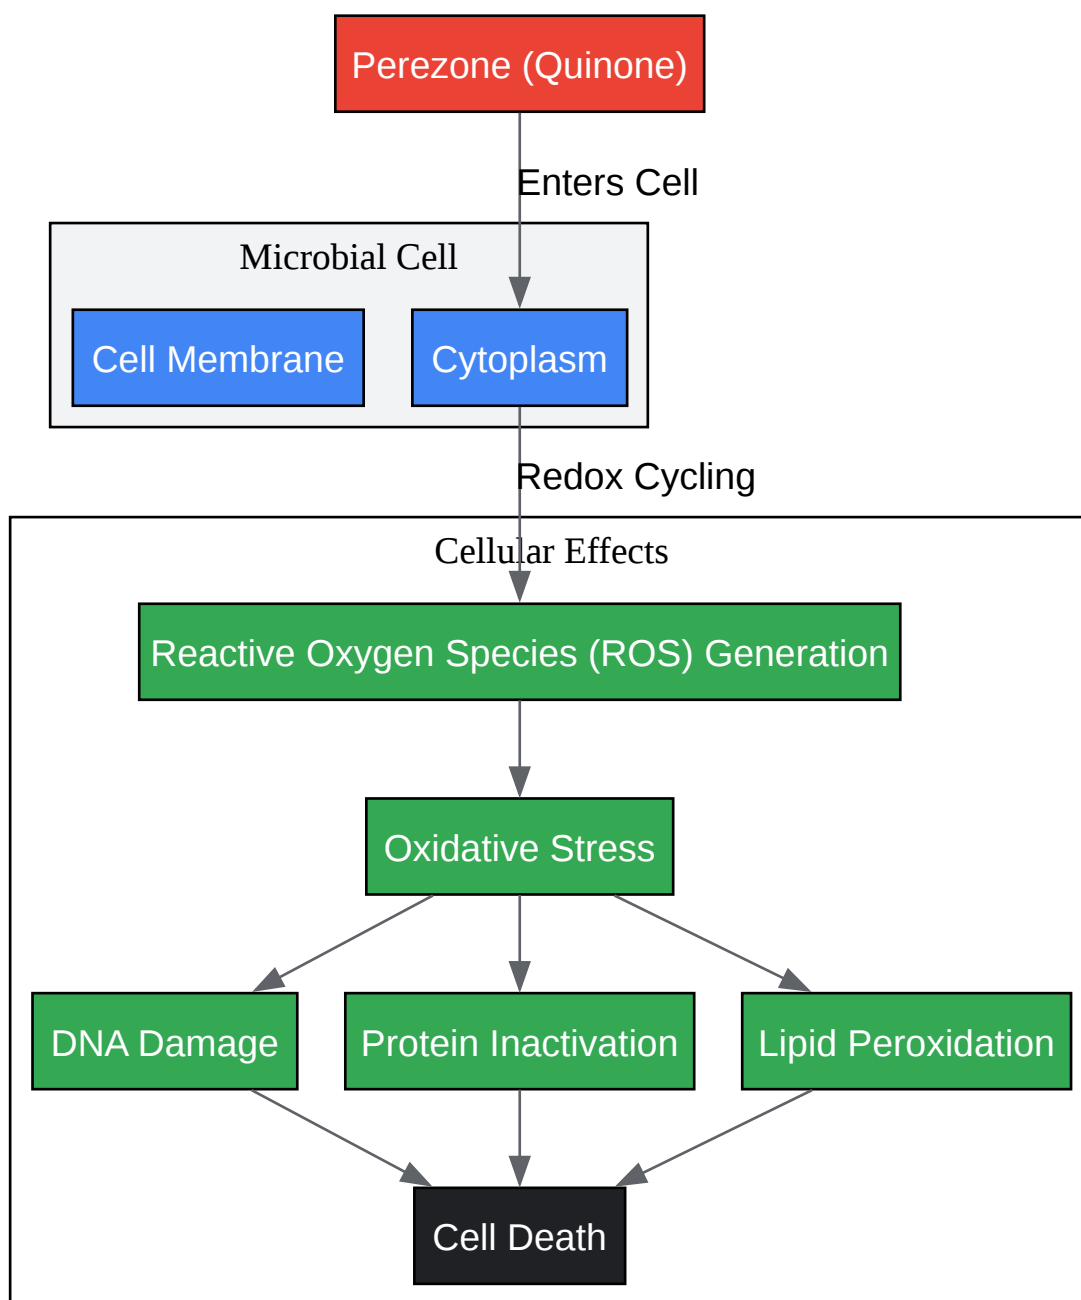 Perezone (Quinone)
Enters Cell
Microbial Cell
Cell Membrane
Cytoplasm
Redox Cycling
Cellular Effects
Reactive Oxygen Species (ROS) Generation
Oxidative Stress
DNA Damage
Protein Inactivation
Lipid Peroxidation
Cell Death